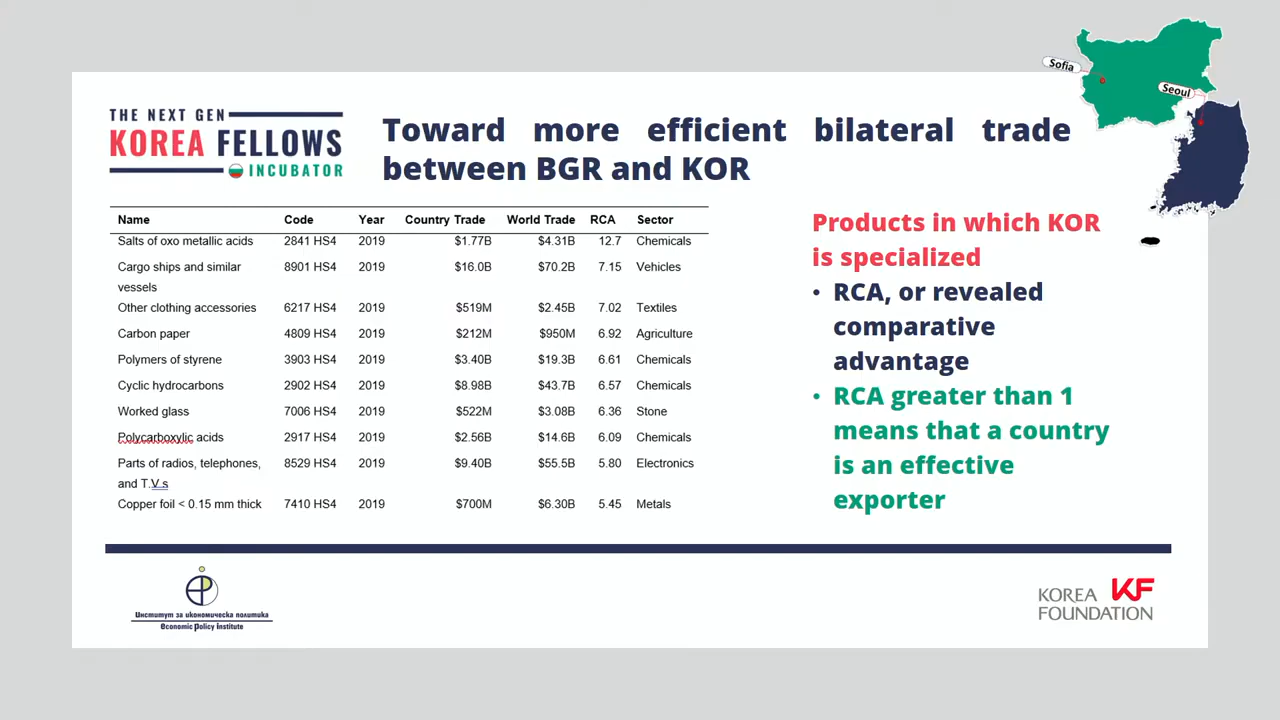 Sofia
Seoul
THE NEXT GEN
KOREA FELLOWS
INCUBATOR
Toward more efficient bilateral trade
between BGR and KOR
Name Code Year Country Trade World Trade RCA Sector
Salts of oxo metallic acids 2841 HS4 2019 $1.77B $4.31B 12.7 Chemicals
Cargo ships and similar 8901 HS4 2019 $16.0B $70.2B 7.15 Vehicles
vessels
Other clothing accessories 6217 HS4 2019 $519M $2.45B 7.02 Textiles
Carbon paper 4809 HS4 2019 $212M $950M 6.92 Agriculture
Polymers of styrene 3903 HS4 2019 $3.40B $19.3B 6.61 Chemicals
Cyclic hydrocarbons 2902 HS4 2019 $8.98B $43.7B 6.57 Chemicals
Worked glass 7006 HS4 2019 $522M $3.08B 6.36 Stone
Polycarboxylic acids 2917 HS4 2019 $2.56B $14.6B 6.09 Chemicals
Parts of radios, telephones, 8529 HS4 2019 $9.40B $55.5B 5.80 Electronics
and T.V.s
Copper foil < 0.15 mm thick 7410 HS4 2019 $700M $6.30B 5.45 Metals
Products in which KOR
is specialized
• RCA, or revealed
comparative
advantage
• RCA greater than 1
means that a country
is an effective
exporter
Институт за икономическа политика
Economic Policy Institute
KOREA KF
FOUNDATION